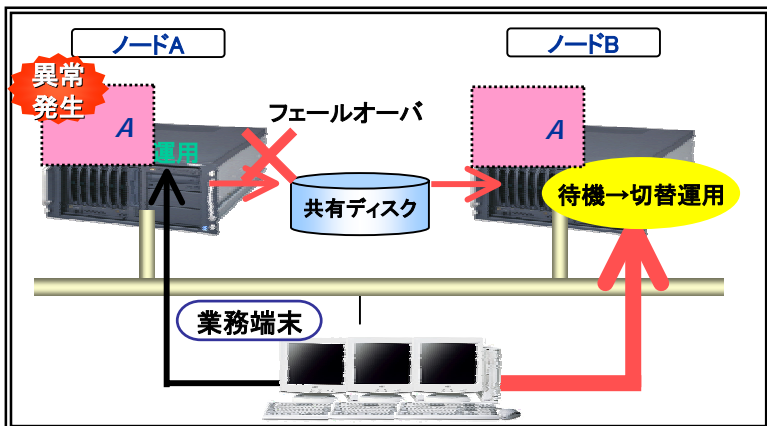 ノードA
ノードB
異常
発生
A
運用
フェールオーバ
共有ディスク
A
待機→切替運用
業務端末